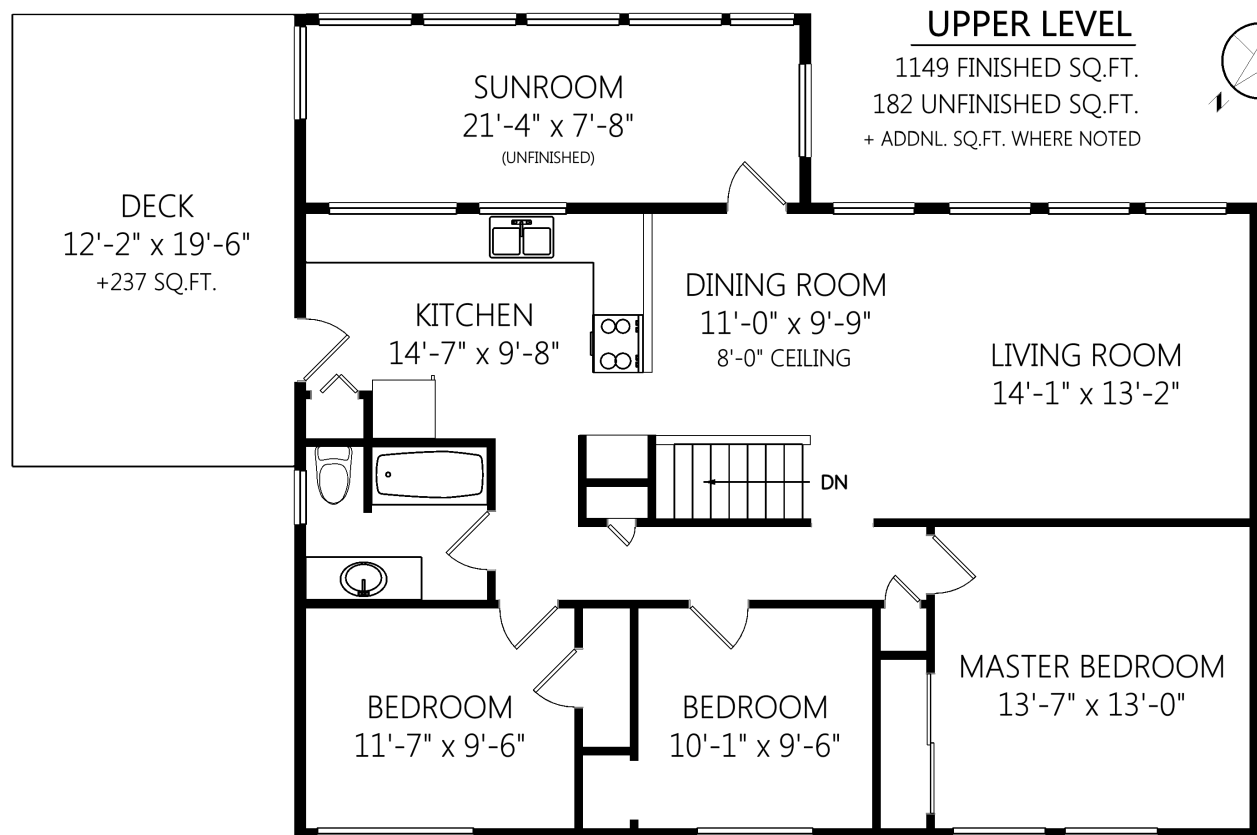 UPPER LEVEL
1149 FINISHED SQ.FT.
182 UNFINISHED SQ.FT.
+ ADDNL. SQ.FT. WHERE NOTED
N
SUNROOM
21'-4" x 7'-8"
(UNFINISHED)
DECK
12'-2" x 19'-6"
+237 SQ.FT.
KITCHEN
14'-7" x 9'-8"
DINING ROOM
11'-0" x 9'-9"
8'-0" CEILING
LIVING ROOM
14'-1" x 13'-2"
DN
BEDROOM
11'-7" x 9'-6"
BEDROOM
10'-1" x 9'-6"
MASTER BEDROOM
13'-7" x 13'-0"